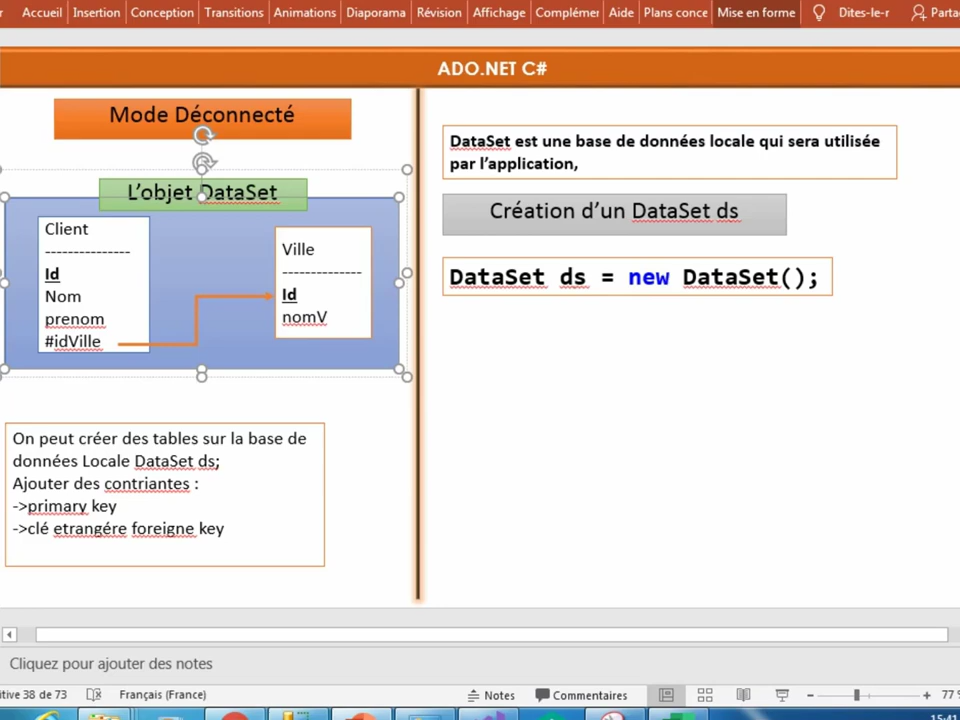 Accueil Insertion Conception Transitions Animations Diaporama Révision Affichage Complémer Aide Plans conce Mise en forme Dites-le-r Parta
ADO.NET C#
Mode Déconnecté
L'objet DataSet
Client
---------------
Id
Nom
prenom
#idVille
Ville
--------------
Id
nomV
On peut créer des tables sur la base de
données Locale DataSet ds;
Ajouter des contriantes :
->primary key
->clé etrangére foreigne key
DataSet est une base de données locale qui sera utilisée
par l'application,
Création d'un DataSet ds
DataSet ds = new DataSet();
Cliquez pour ajouter des notes
itive 38 de 73 Français (France) Notes Commentaires 77 %